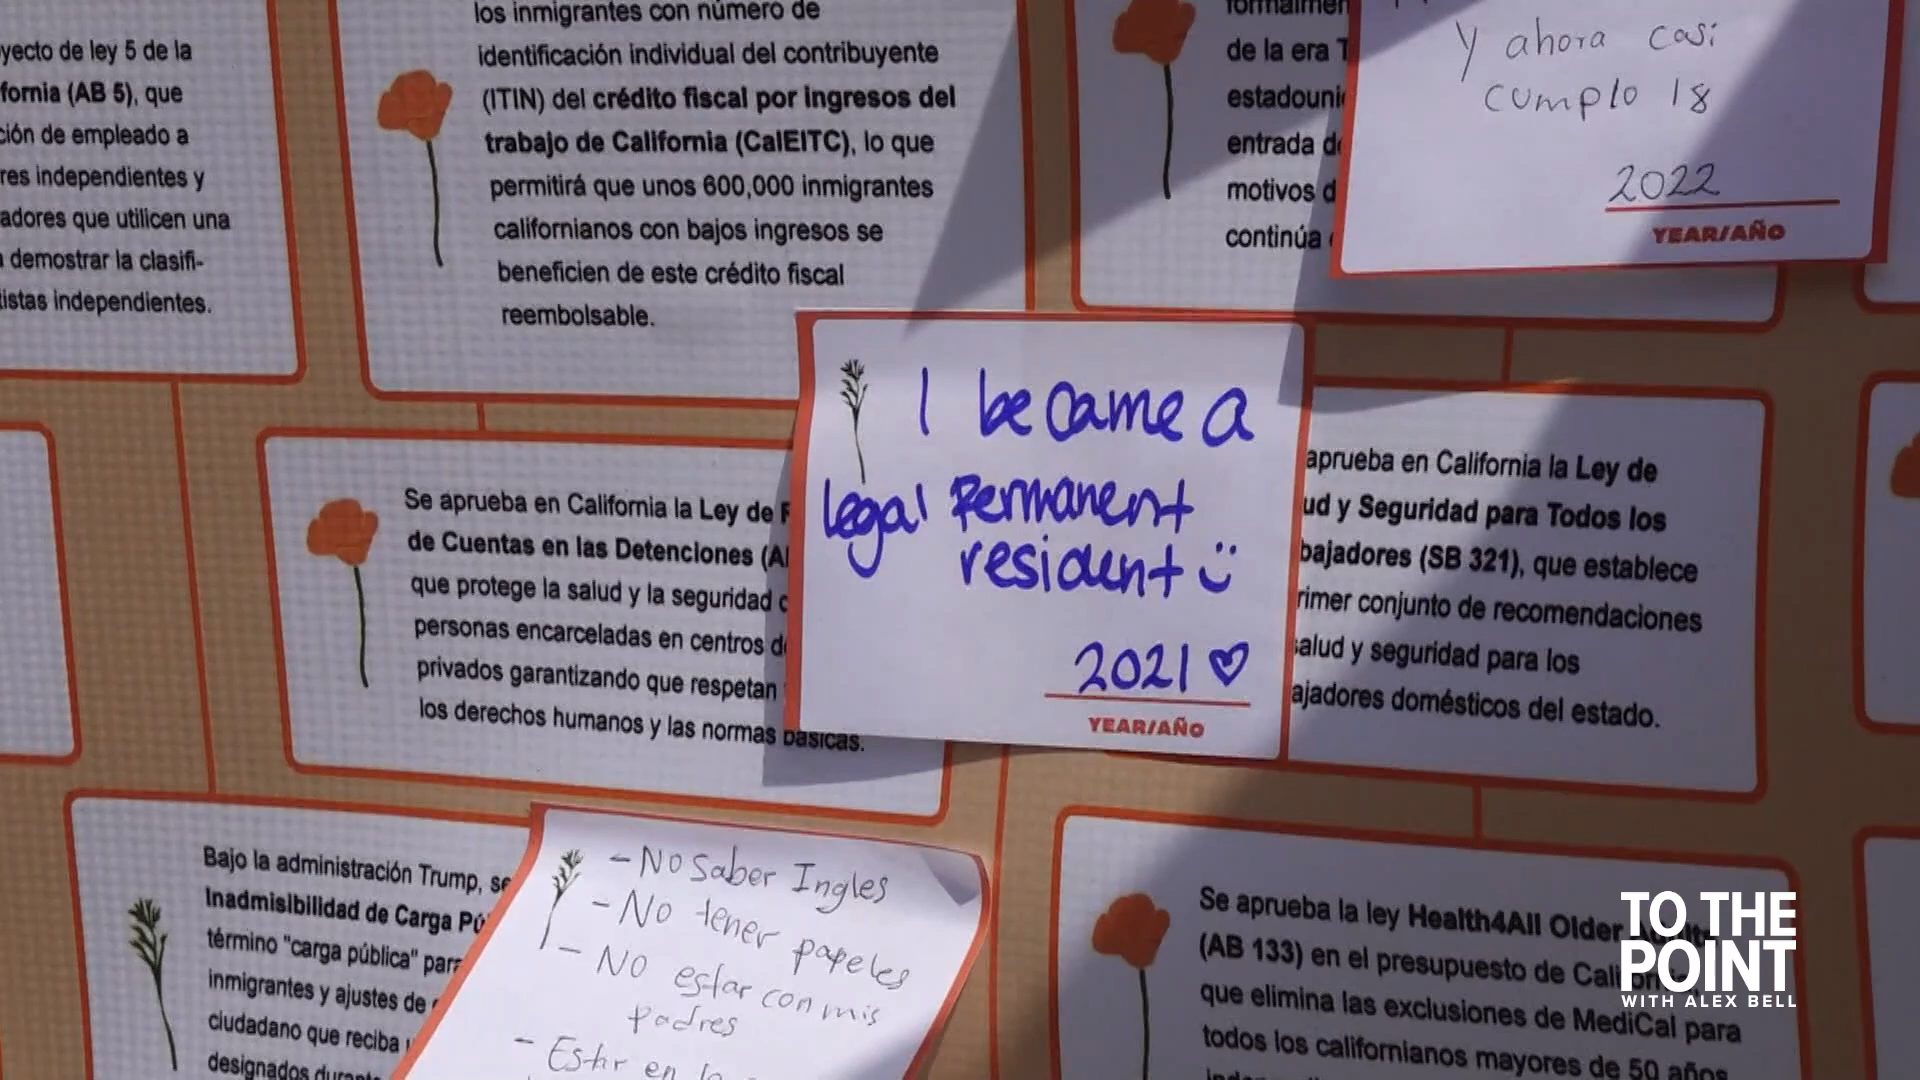 yecto de ley 5 de la
fornia (AB 5), que
ción de empleado a
res independientes y
adores que utilicen una
demostrar la clasifi-
istas independientes.
los inmigrantes con número de
identificación individual del contribuyente
(ITIN) del crédito fiscal por ingresos del
trabajo de California (CalEITC), lo que
permitirá que unos 600,000 inmigrantes
californianos con bajos ingresos se
beneficien de este crédito fiscal
reembolsable.
de la era T
estadouni
entrada d
motivos d
continúa
Y ahora casi
cumplo 18
2022
YEAR/AÑO
Se aprueba en California la Ley de
de Cuentas en las Detenciones (A
que protege la salud y la seguridad
personas encarceladas en centros d
privados garantizando que respetan
los derechos humanos y las normas básicas.
I became a
legal Permanent
resident
2021
YEAR/AÑO
aprueba en California la Ley de
ud y Seguridad para Todos los
bajadores (SB 321), que establece
rimer conjunto de recomendaciones
salud y seguridad para los
ajadores domésticos del estado.
Bajo la administración Trump, se
Inadmisibilidad de Carga Pú
término "carga pública" para
inmigrantes y ajustes de
ciudadano que reciba
designados durante
- No Saber Ingles
- No tener papeles
- No estar con mis
padres
- Estar en lo
Se aprueba la ley Health4All Older
(AB 133) en el presupuesto de
que elimina las exclusiones de MediCal para
todos los californianos mayores de 50 años
TO THE
POINT
WITH ALEX BELL